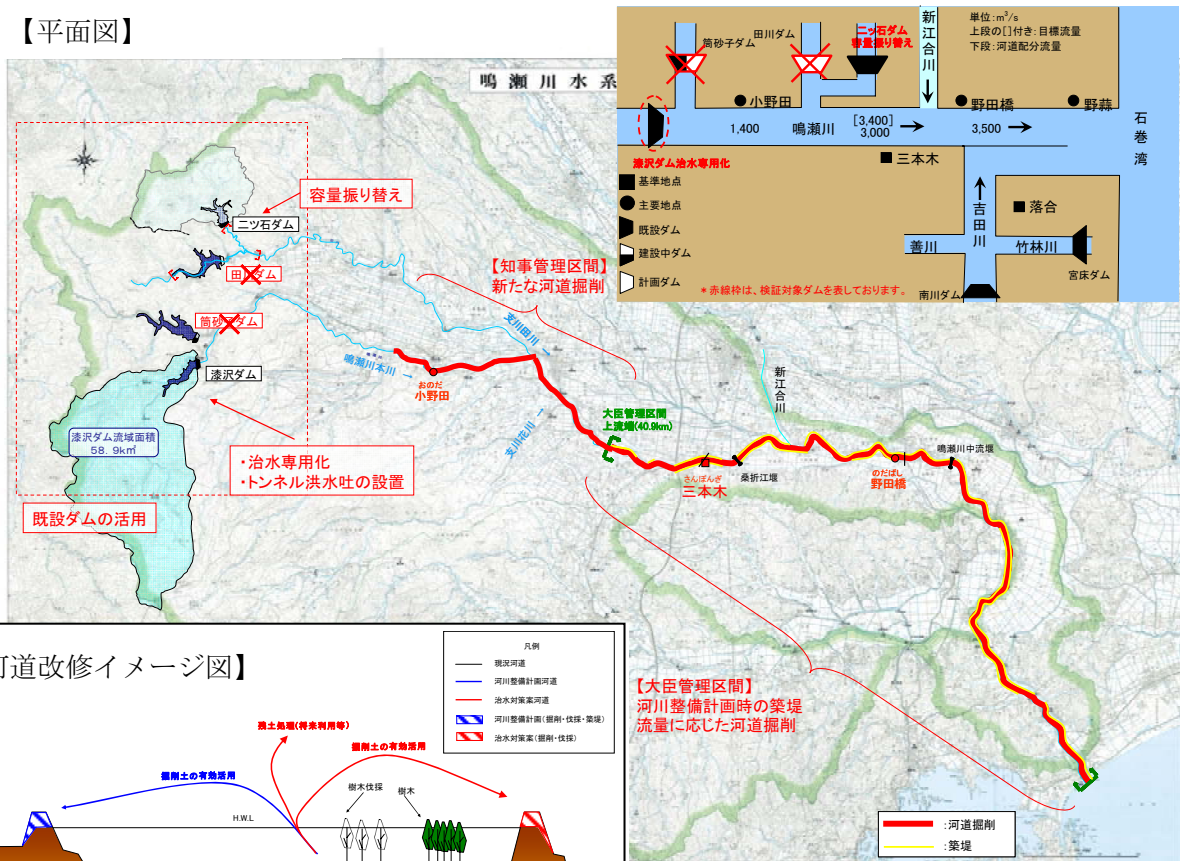 【平面図】
鳴瀬川水系
単位:m³/s
上段の[]付き:目標流量
下段:河道配分流量
筒砂子ダム
田川ダム
二ッ石ダム
容量振り替え
新江合川
小野田
野田橋
野蒜
石巻湾
1,400
鳴瀬川
[3,400]
3,000
3,500
漆沢ダム治水専用化
三本木
基準地点
主要地点
既設ダム
建設中ダム
計画ダム
吉田川
落合
善川
竹林川
宮床ダム
南川ダム
*赤線枠は、検証対象ダムを表しております。
容量振り替え
二ツ石ダム
田川ダム
筒砂子ダム
漆沢ダム
漆沢ダム流域面積
58.9km²
・治水専用化
・トンネル洪水吐の設置
既設ダムの活用
【知事管理区間】
新たな河道掘削
支川田川
鳴瀬川本川
支川花川
おのだ
小野田
大臣管理区間
上流端(40.9km)
新江合川
さんぼんぎ
三本木
桑折江堰
のだばし
野田橋
鳴瀬川中流堰
【大臣管理区間】
河川整備計画時の築堤
流量に応じた河道掘削
:河道掘削
:築堤
河道改修イメージ図】
凡例
現況河道
河川整備計画河道
治水対策案河道
河川整備計画(掘削・伐採・築堤)
治水対策案(掘削・伐採)
残土処理(将来利用等)
掘削土の有効活用
掘削土の有効活用
樹木伐採
樹木
H.W.L